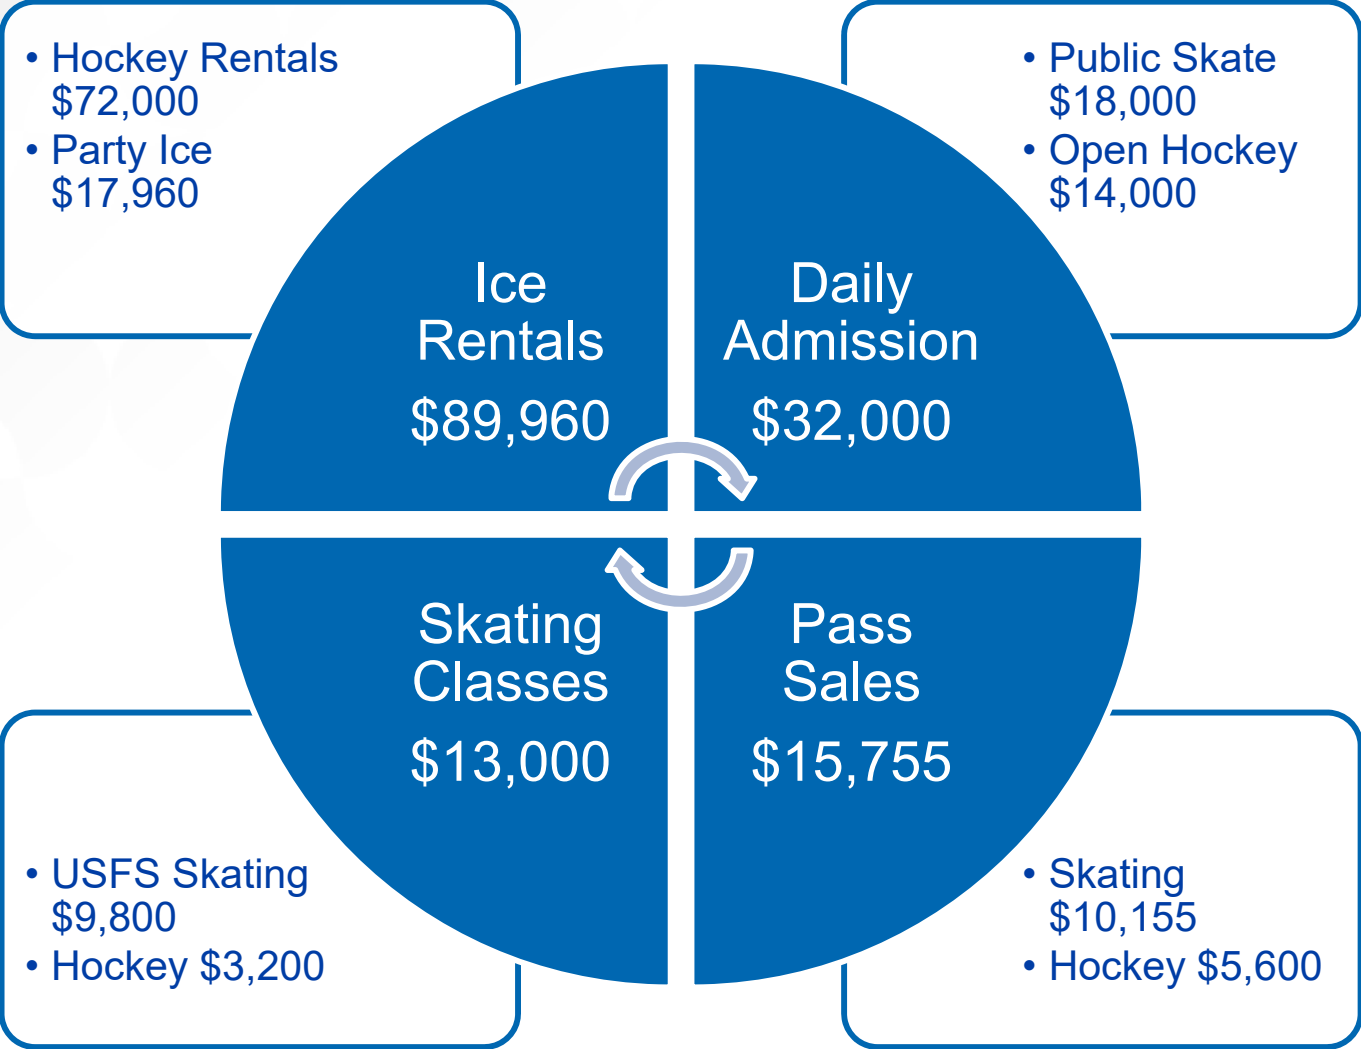 • Hockey Rentals
$72,000
• Party Ice
$17,960
• Public Skate
$18,000
• Open Hockey
$14,000
Ice
Rentals
$89,960
Daily
Admission
$32,000
Skating
Classes
$13,000
Pass
Sales
$15,755
• USFS Skating
$9,800
• Hockey $3,200
• Skating
$10,155
• Hockey $5,600